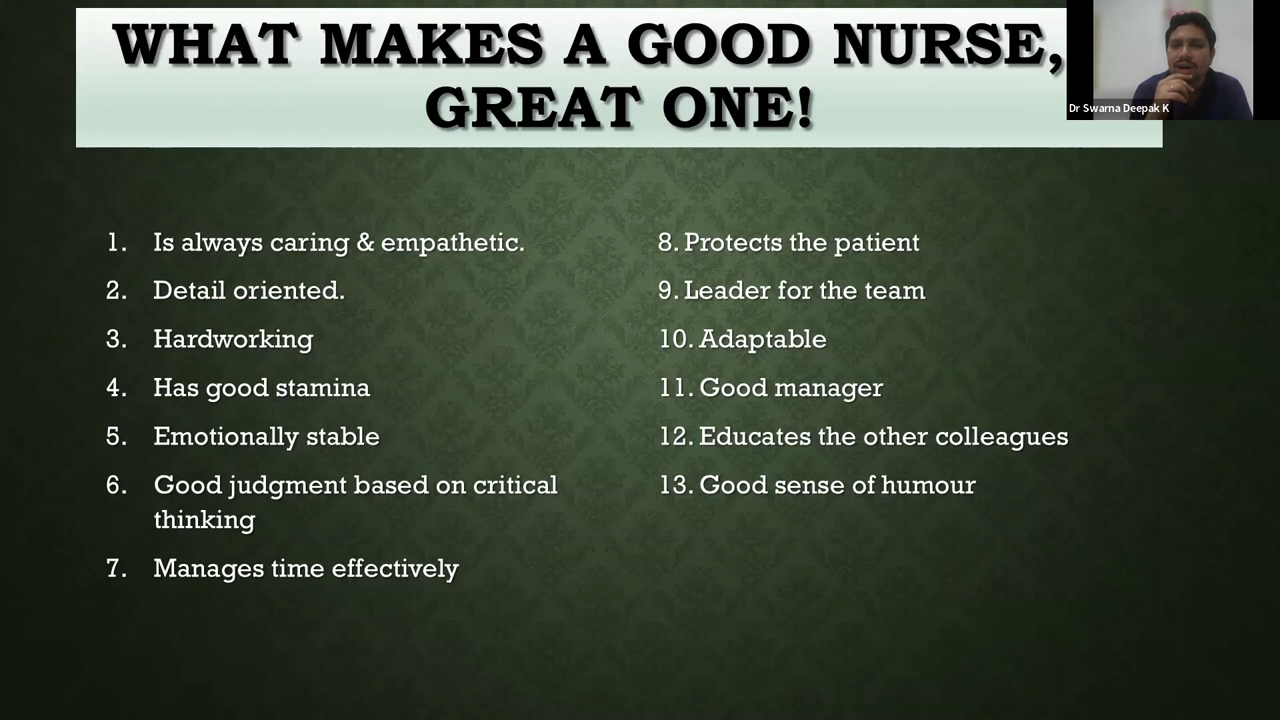 WHAT MAKES A GOOD NURSE,
GREAT ONE!
Dr Swarna Deepak K
1. Is always caring & empathetic.
2. Detail oriented.
3. Hardworking
4. Has good stamina
5. Emotionally stable
6. Good judgment based on critical
thinking
7. Manages time effectively
8. Protects the patient
9. Leader for the team
10. Adaptable
11. Good manager
12. Educates the other colleagues
13. Good sense of humour